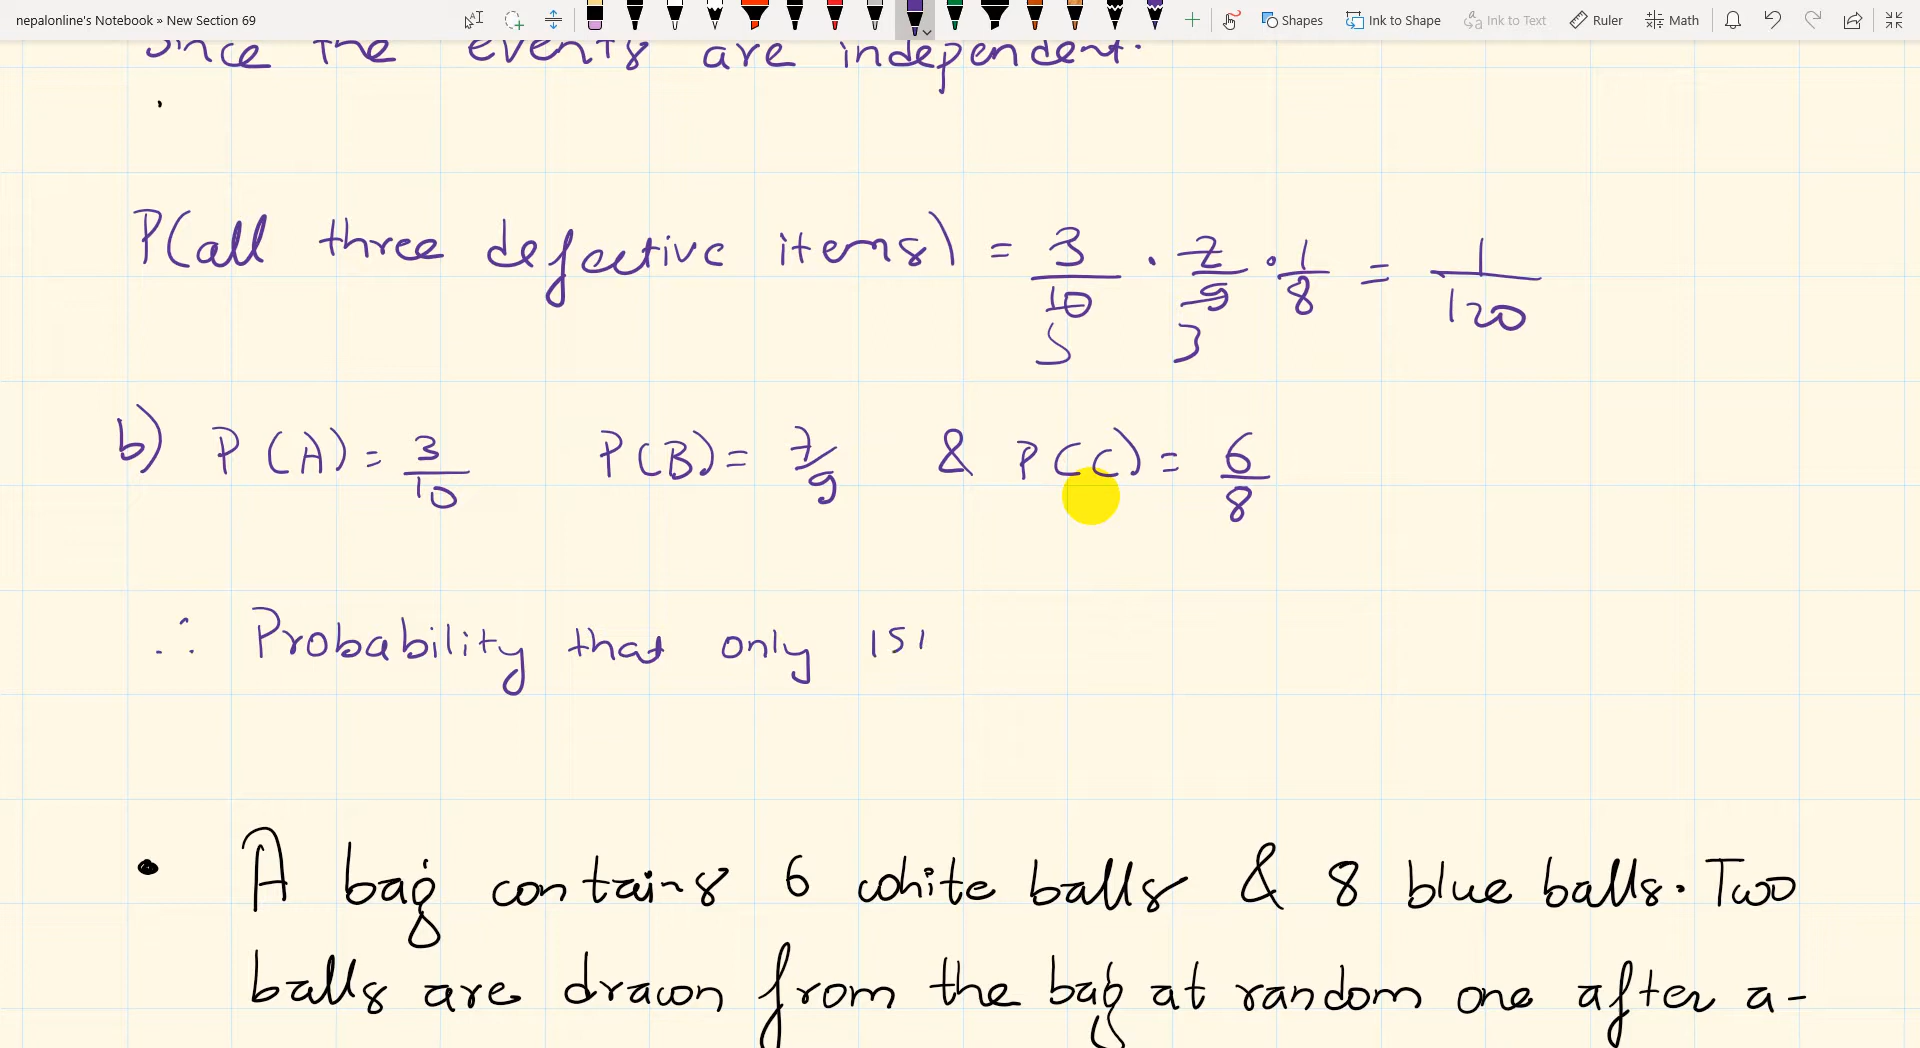 nepalonline's Notebook » New Section 69
Shapes Ink to Shape Ink to Text Ruler Math
Since the events are independent.
P(all three defective items) = 3/10 · 2/9 · 1/8 = 1/120
5 3
b) P(A) = 3/10 P(B) = 7/9 & P(C) = 6/8
∴ Probability that only 1st
• A bag contains 6 white balls & 8 blue balls. Two
balls are drawn from the bag at random one after a-